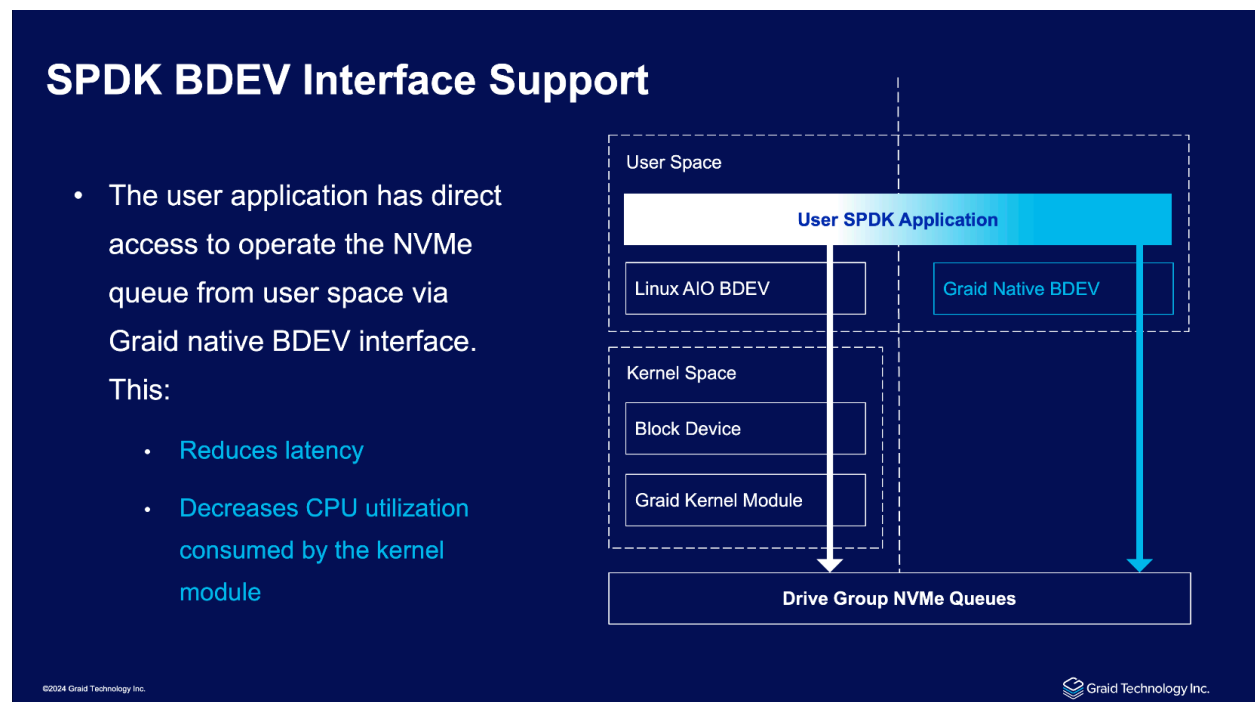 SPDK BDEV Interface Support
• The user application has direct
access to operate the NVMe
queue from user space via
Graid native BDEV interface.
This:
• Reduces latency
• Decreases CPU utilization
consumed by the kernel
module
User Space
User SPDK Application
Linux AIO BDEV
Graid Native BDEV
Kernel Space
Block Device
Graid Kernel Module
Drive Group NVMe Queues
©2024 Graid Technology Inc.
Graid Technology Inc.